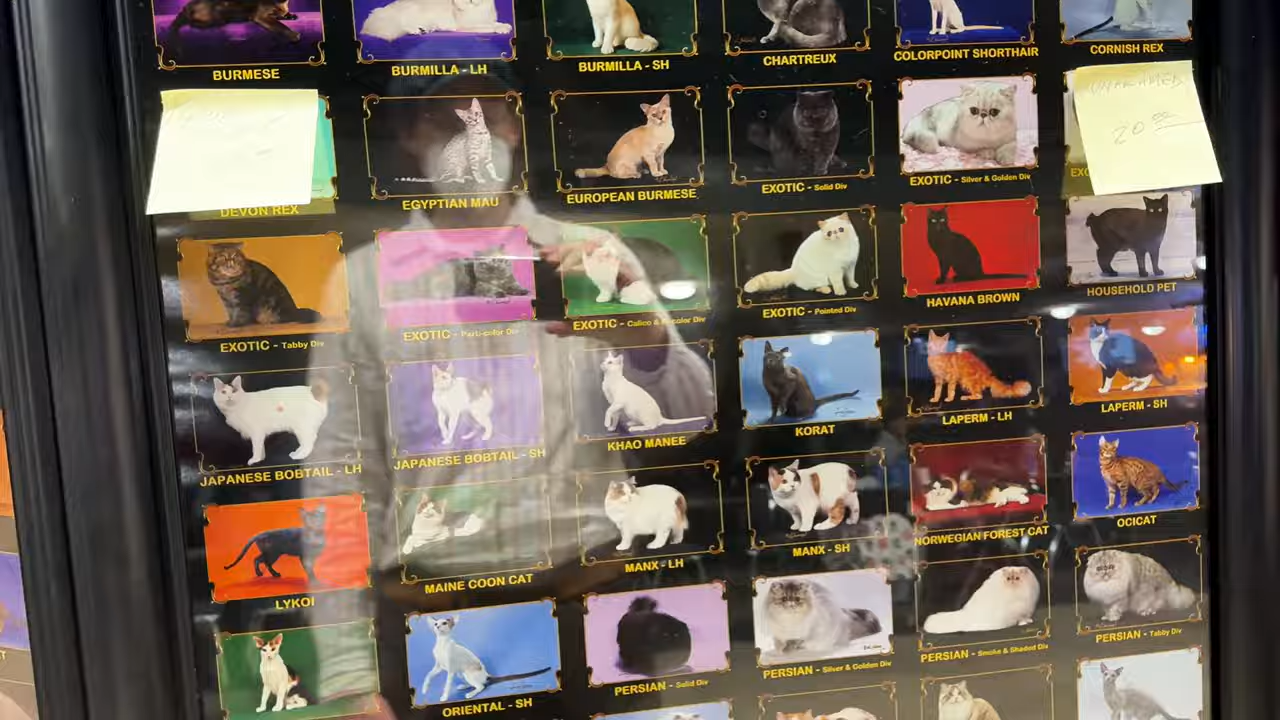 BURMESE
BURMILLA - LH
BURMILLA - SH
CHARTREUX
COLORPOINT SHORTHAIR
CORNISH REX
DEVON REX
EGYPTIAN MAU
EUROPEAN BURMESE
EXOTIC - Solid Div
EXOTIC - Silver & Golden Div
20.00
EXOTIC - Tabby Div
EXOTIC - Parti-color Div
EXOTIC - Calico & Bicolor Div
EXOTIC - Pointed Div
HAVANA BROWN
HOUSEHOLD PET
JAPANESE BOBTAIL - LH
JAPANESE BOBTAIL - SH
KHAO MANEE
KORAT
LAPERM - LH
LAPERM - SH
LYKOI
MAINE COON CAT
MANX - LH
MANX - SH
NORWEGIAN FOREST CAT
OCICAT
ORIENTAL - SH
PERSIAN - Solid Div
PERSIAN - Silver & Golden Div
PERSIAN - Smoke & Shaded Div
PERSIAN - Tabby Div